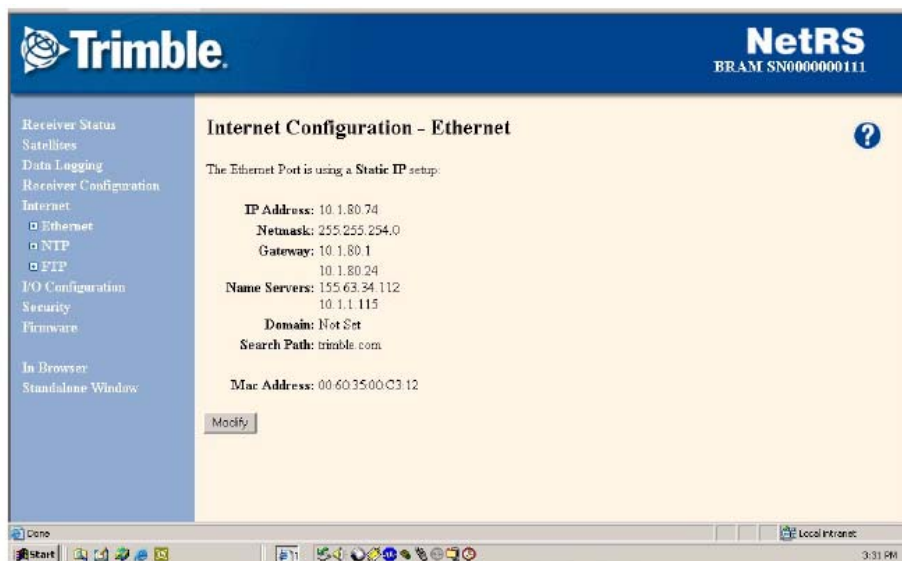 Trimble.
NetRS
BRAM SN0000000111
Receiver Status
Satellites
Data Logging
Receiver Configuration
Internet
Ethernet
NTP
FTP
I/O Configuration
Security
Firmware
In Browser
Standalone Window
Internet Configuration - Ethernet
?
The Ethernet Port is using a Static IP setup:
IP Address: 10.1.80.74
Netmask: 255.255.254.0
Gateway: 10.1.80.1
10.1.80.24
Name Servers: 155.63.34.112
10.1.1.115
Domain: Not Set
Search Path: trimble.com
Mac Address: 00:60:35:00:C3:12
Modify
Done
Local intranet
Start
3:31 PM